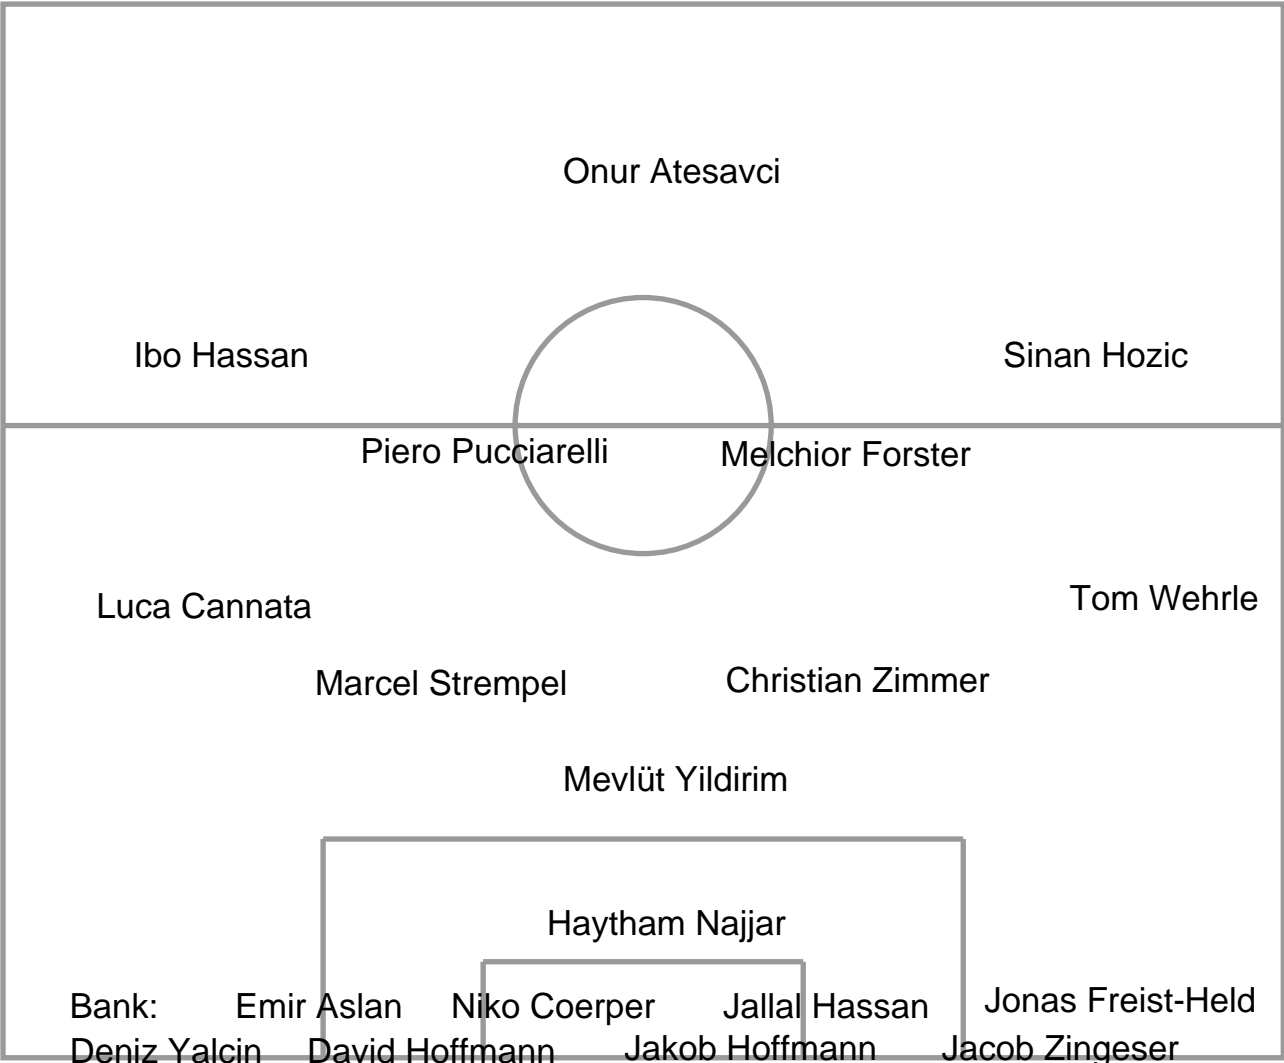 Onur Atesavci
Ibo Hassan
Sinan Hozic
Piero Pucciarelli
Melchior Forster
Luca Cannata
Tom Wehrle
Marcel Strempel
Christian Zimmer
Mevlüt Yildirim
Haytham Najjar
Bank: Emir Aslan Niko Coerper Jallal Hassan Jonas Freist-Held
Deniz Yalcin David Hoffmann Jakob Hoffmann Jacob Zingeser